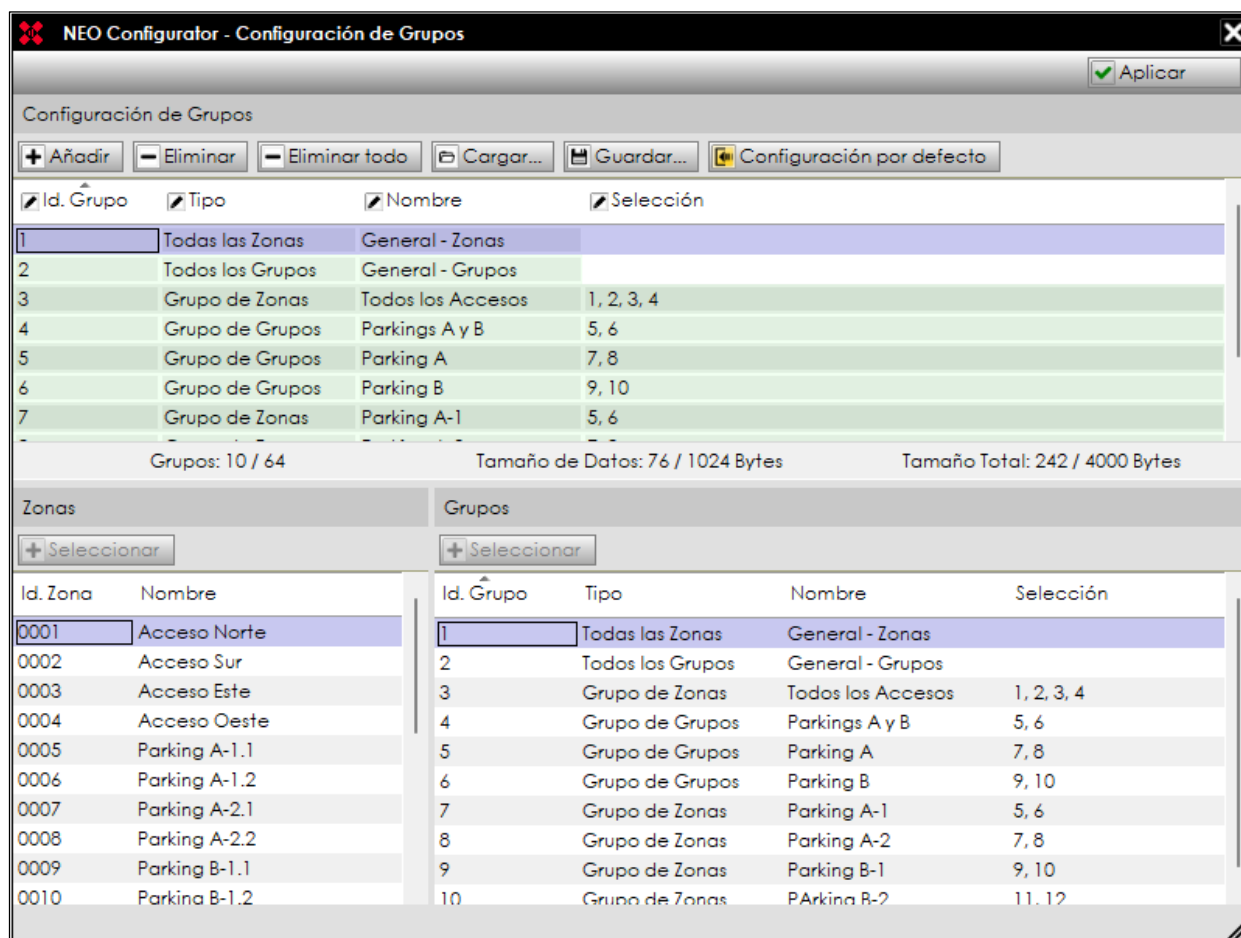 NEO Configurator - Configuración de Grupos
Aplicar
Configuración de Grupos
Añadir Eliminar Eliminar todo Cargar... Guardar... Configuración por defecto
Id. Grupo Tipo Nombre Selección
1 Todas las Zonas General - Zonas
2 Todos los Grupos General - Grupos
3 Grupo de Zonas Todos los Accesos 1, 2, 3, 4
4 Grupo de Grupos Parkings A y B 5, 6
5 Grupo de Grupos Parking A 7, 8
6 Grupo de Grupos Parking B 9, 10
7 Grupo de Zonas Parking A-1 5, 6
Grupos: 10 / 64 Tamaño de Datos: 76 / 1024 Bytes Tamaño Total: 242 / 4000 Bytes
Zonas
Seleccionar
Id. Zona Nombre
0001 Acceso Norte
0002 Acceso Sur
0003 Acceso Este
0004 Acceso Oeste
0005 Parking A-1.1
0006 Parking A-1.2
0007 Parking A-2.1
0008 Parking A-2.2
0009 Parking B-1.1
0010 Parking B-1.2
Grupos
Seleccionar
Id. Grupo Tipo Nombre Selección
1 Todas las Zonas General - Zonas
2 Todos los Grupos General - Grupos
3 Grupo de Zonas Todos los Accesos 1, 2, 3, 4
4 Grupo de Grupos Parkings A y B 5, 6
5 Grupo de Grupos Parking A 7, 8
6 Grupo de Grupos Parking B 9, 10
7 Grupo de Zonas Parking A-1 5, 6
8 Grupo de Zonas Parking A-2 7, 8
9 Grupo de Zonas Parking B-1 9, 10
10 Grupo de Zonas PArking B-2 11, 12